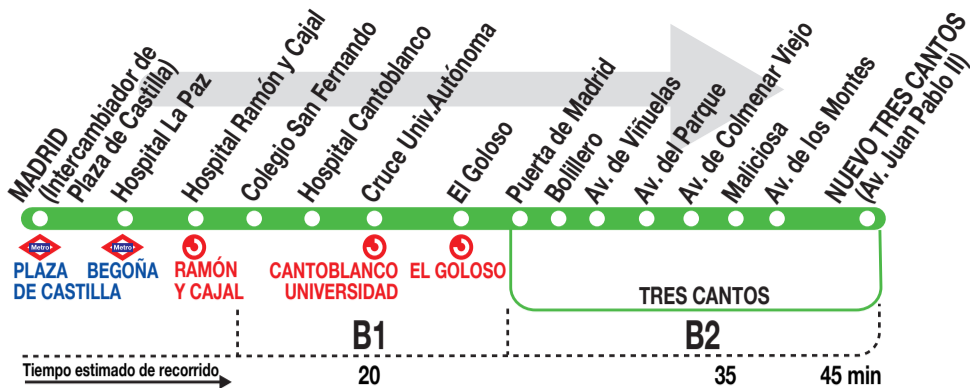 MADRID
(Intercambiador de
Plaza de Castilla)
Hospital La Paz
Hospital Ramón y Cajal
Colegio San Fernando
Hospital Cantoblanco
Cruce Univ.Autónoma
El Goloso
Puerta de Madrid
Bolillero
Av. de Viñuelas
Av. del Parque
Av. de Colmenar Viejo
Maliciosa
Av. de los Montes
NUEVO TRES CANTOS
(Av. Juan Pablo II)
Metro
PLAZA
DE CASTILLA
Metro
BEGOÑA
RAMÓN
Y CAJAL
CANTOBLANCO
UNIVERSIDAD
EL GOLOSO
TRES CANTOS
B1
B2
Tiempo estimado de recorrido
20
35
45 min